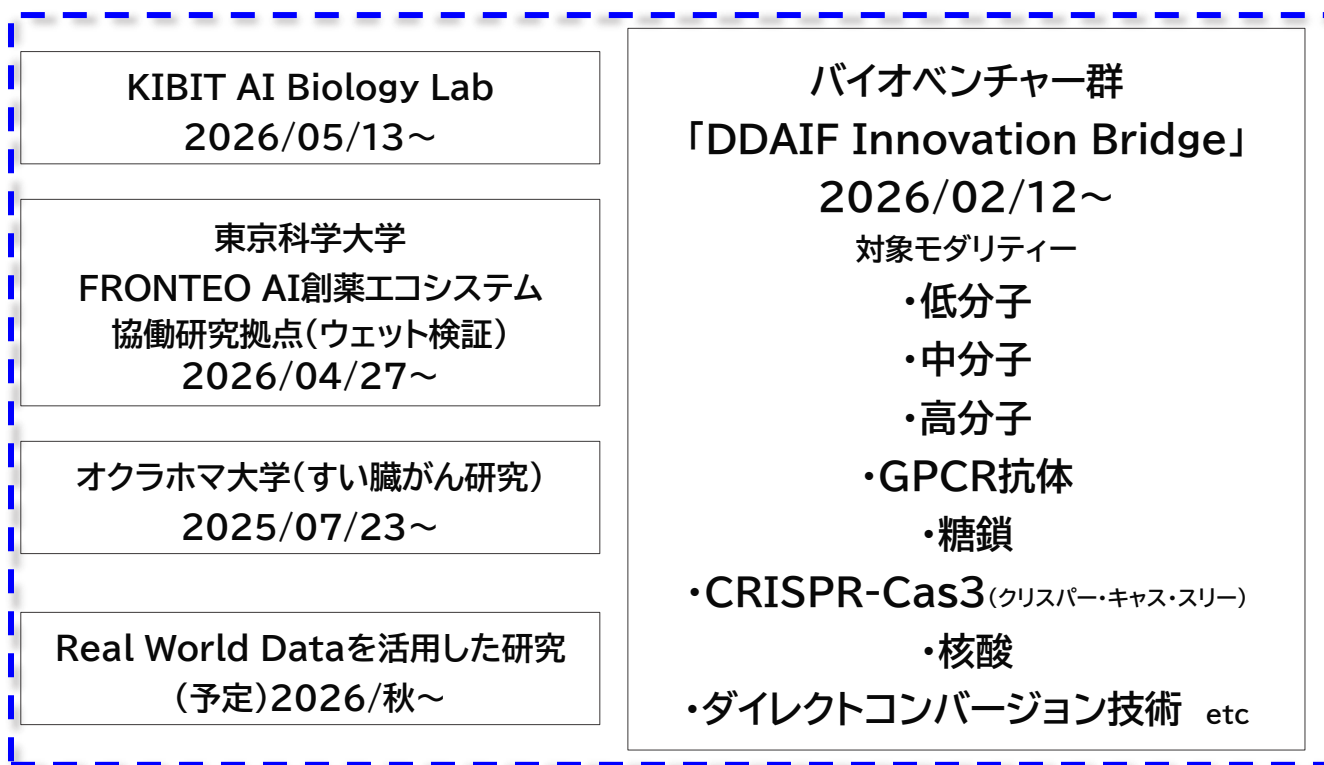 KIBIT AI Biology Lab
2026/05/13～
東京科学大学
FRONTEO AI創薬エコシステム
協働研究拠点(ウェット検証)
2026/04/27～
オクラホマ大学(すい臓がん研究)
2025/07/23～
Real World Dataを活用した研究
(予定)2026/秋～
バイオベンチャー群
「DDAIF Innovation Bridge」
2026/02/12～
対象モダリティー
・低分子
・中分子
・高分子
・GPCR抗体
・糖鎖
・CRISPR-Cas3(クリスパー・キャス・スリー)
・核酸
・ダイレクトコンバージョン技術 etc